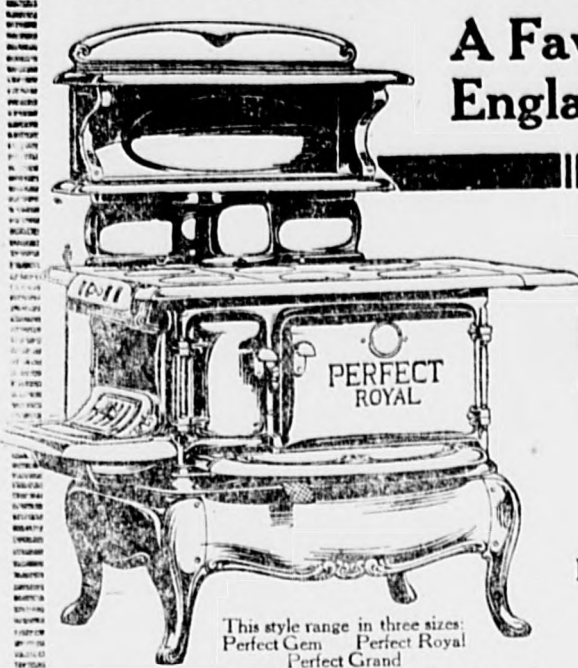 A Fav
Engla
PERFECT
ROYAL
This style range in three sizes:
Perfect Gem Perfect Royal
Perfect Grand